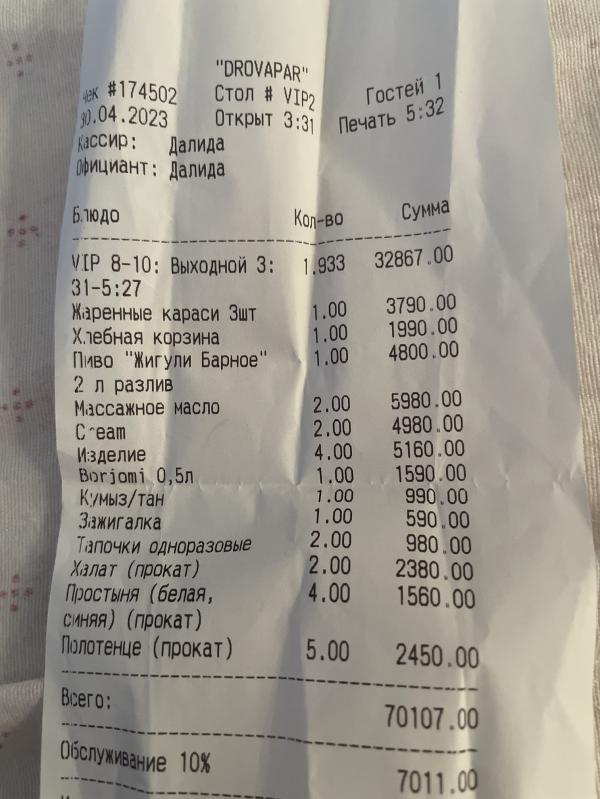 "DROVAPAR"
Чек #174502 Стол # VIP2 Гостей 1
30.04.2023 Открыт 3:31 Печать 5:32
Кассир: Далида
Официант: Далида
Блюдо Кол-во Сумма
VIP 8-10: Выходной 3: 1.933 32867.00
31-5:27
Жаренные караси 3шт 1.00 3790.00
Хлебная корзина 1.00 1990.00
Пиво "Жигули Барное" 1.00 4800.00
2 л разлив
Массажное масло 2.00 5980.00
Cream 2.00 4980.00
Изделие 4.00 5160.00
Borjomi 0,5л 1.00 1590.00
Кумыз/тан 1.00 990.00
Зажигалка 1.00 590.00
Тапочки одноразовые 2.00 980.00
Халат (прокат) 2.00 2380.00
Простыня (белая, 4.00 1560.00
синяя) (прокат)
Полотенце (прокат) 5.00 2450.00
Всего: 70107.00
Обслуживание 10% 7011.00